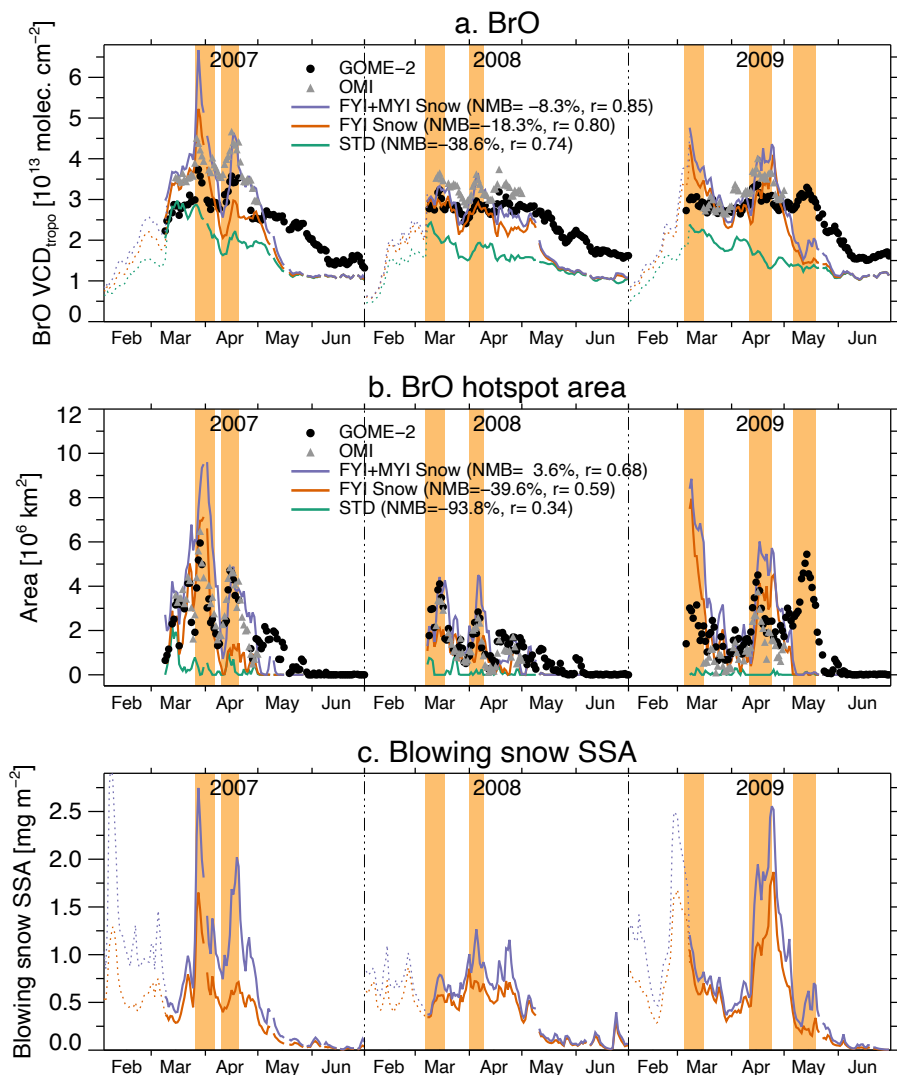 a. BrO
2007
2008
2009
GOME-2
OMI
FYI+MYI Snow (NMB= −8.3%, r= 0.85)
FYI Snow (NMB=−18.3%, r= 0.80)
STD (NMB=−38.6%, r= 0.74)
BrO VCD_tropo [10^13 molec. cm^−2]
6
5
4
3
2
1
0
Feb Mar Apr May Jun Feb Mar Apr May Jun Feb Mar Apr May Jun
b. BrO hotspot area
2007
2008
2009
GOME-2
OMI
FYI+MYI Snow (NMB= 3.6%, r= 0.68)
FYI Snow (NMB=−39.6%, r= 0.59)
STD (NMB=−93.8%, r= 0.34)
Area [10^6 km^2]
12
10
8
6
4
2
0
Feb Mar Apr May Jun Feb Mar Apr May Jun Feb Mar Apr May Jun
c. Blowing snow SSA
2007
2008
2009
Blowing snow SSA [mg m^−2]
2.5
2.0
1.5
1.0
0.5
0.0
Feb Mar Apr May Jun Feb Mar Apr May Jun Feb Mar Apr May Jun